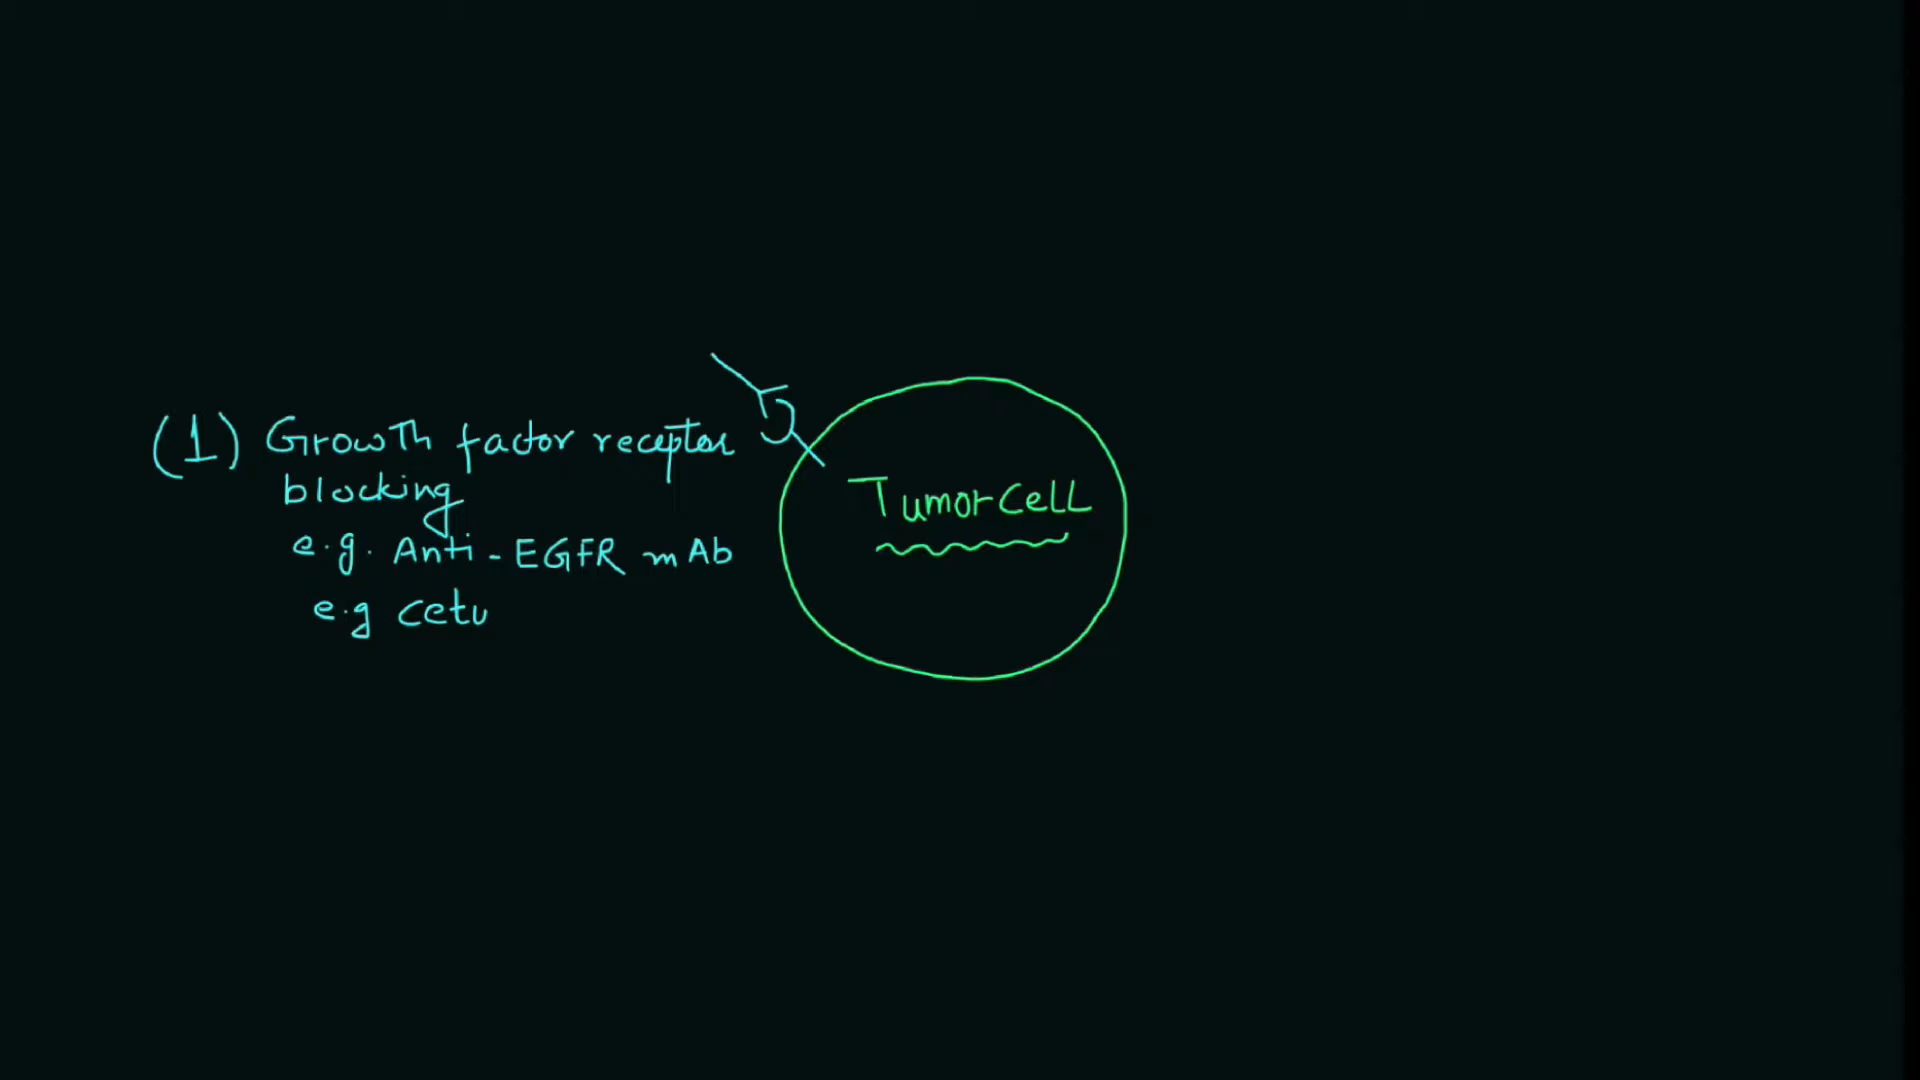 (1) Growth factor receptor
blocking
e.g. Anti-EGFR mAb
e.g cetu
Tumor Cell